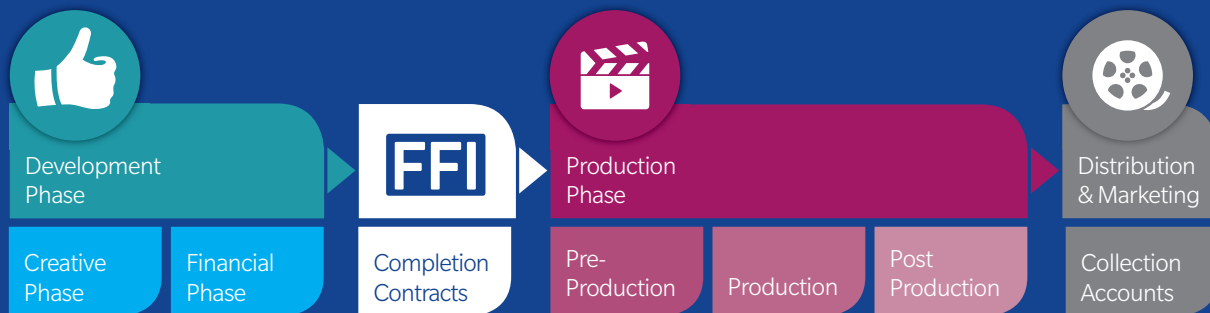 Development
Phase
FFI
Production
Phase
Distribution
& Marketing
Creative
Phase
Financial
Phase
Completion
Contracts
Pre-
Production
Production
Post
Production
Collection
Accounts